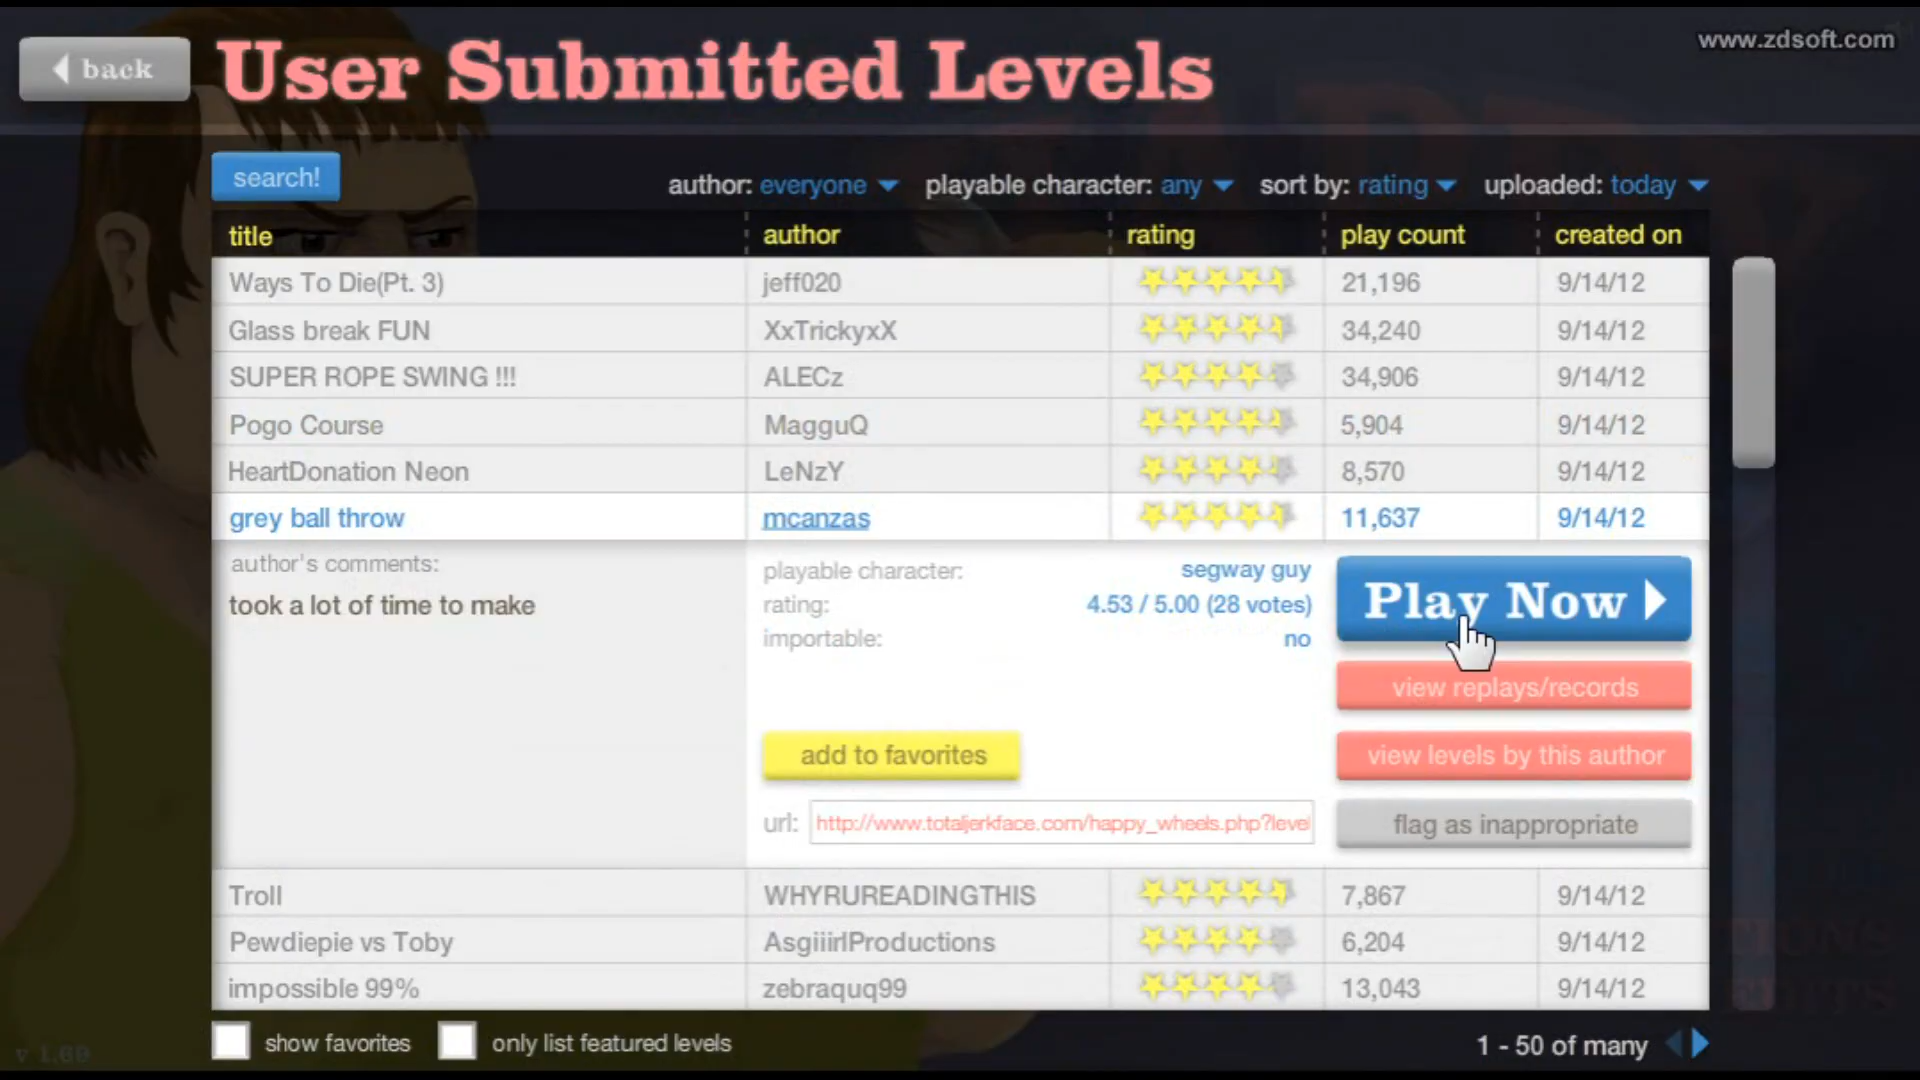 back
User Submitted Levels
www.zdsoft.com
search!
author: everyone playable character: any sort by: rating uploaded: today
title author rating play count created on
Ways To Die(Pt. 3) jeff020 21,196 9/14/12
Glass break FUN XxTrickyxX 34,240 9/14/12
SUPER ROPE SWING !!! ALECz 34,906 9/14/12
Pogo Course MagguQ 5,904 9/14/12
HeartDonation Neon LeNzY 8,570 9/14/12
grey ball throw mcanzas 11,637 9/14/12
author's comments:
took a lot of time to make
playable character: segway guy
rating: 4.53 / 5.00 (28 votes)
importable: no
Play Now
view replays/records
add to favorites
view levels by this author
url: http://www.totaljerkface.com/happy_wheels.php?level
flag as inappropriate
Troll WHYRUREADINGTHIS 7,867 9/14/12
Pewdiepie vs Toby AsgiiirlProductions 6,204 9/14/12
impossible 99% zebraquq99 13,043 9/14/12
show favorites only list featured levels
1 - 50 of many
v 1.60